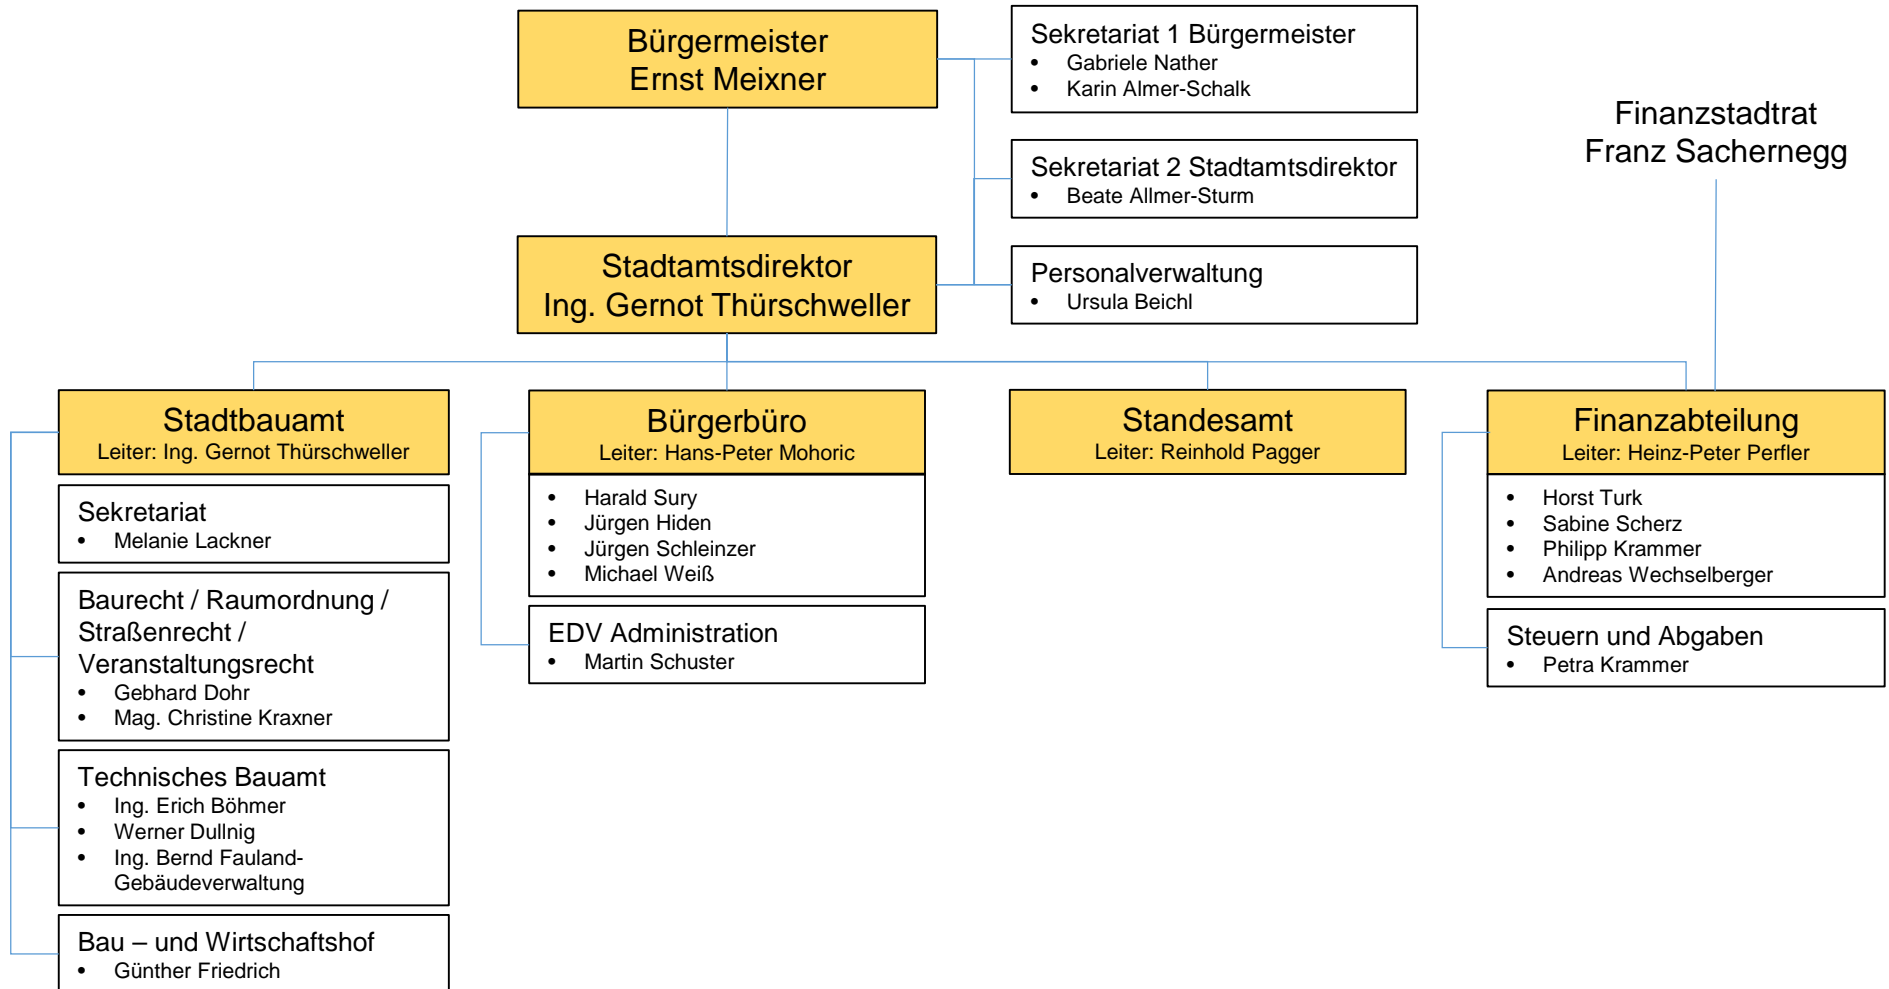 Bürgermeister
Ernst Meixner
Sekretariat 1 Bürgermeister
• Gabriele Nather
• Karin Almer-Schalk
Finanzstadtrat
Franz Sachernegg
Sekretariat 2 Stadtamtsdirektor
• Beate Allmer-Sturm
Stadtamtsdirektor
Ing. Gernot Thürschweller
Personalverwaltung
• Ursula Beichl
Stadtbauamt
Leiter: Ing. Gernot Thürschweller
Sekretariat
• Melanie Lackner
Baurecht / Raumordnung /
Straßenrecht /
Veranstaltungsrecht
• Gebhard Dohr
• Mag. Christine Kraxner
Technisches Bauamt
• Ing. Erich Böhmer
• Werner Dullnig
• Ing. Bernd Fauland-
Gebäudeverwaltung
Bau – und Wirtschaftshof
• Günther Friedrich
Bürgerbüro
Leiter: Hans-Peter Mohoric
• Harald Sury
• Jürgen Hiden
• Jürgen Schleinzer
• Michael Weiß
EDV Administration
• Martin Schuster
Standesamt
Leiter: Reinhold Pagger
Finanzabteilung
Leiter: Heinz-Peter Perfler
• Horst Turk
• Sabine Scherz
• Philipp Krammer
• Andreas Wechselberger
Steuern und Abgaben
• Petra Krammer